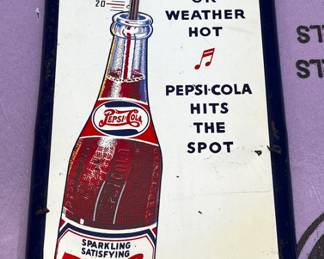 20
OR
WEATHER
HOT
PEPSI-COLA
HITS
THE
SPOT
PEPSI-COLA
SPARKLING
SATISFYING